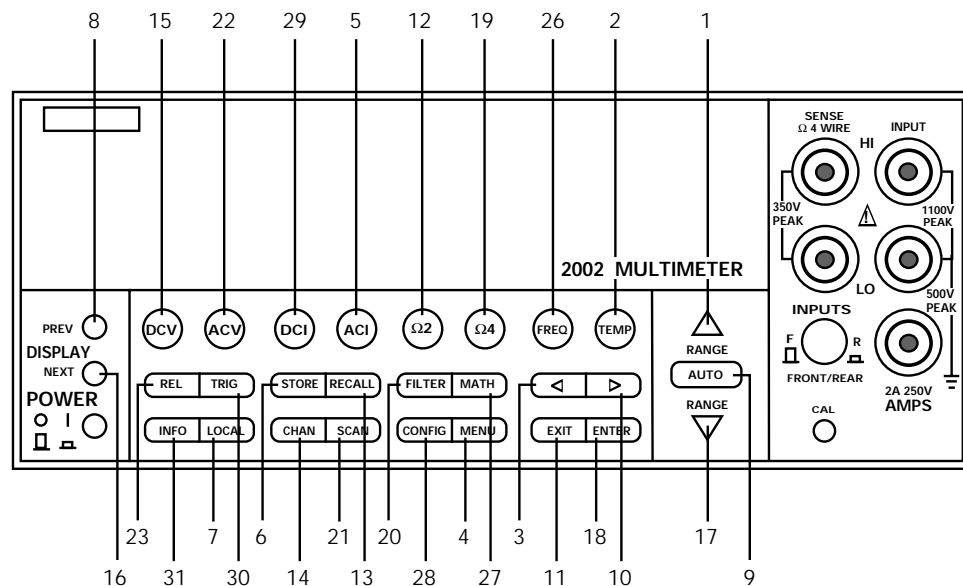 8 15 22 29 5 12 19 26 2 1
SENSE
Ω 4 WIRE
INPUT
HI
350V
PEAK
1100V
PEAK
2002 MULTIMETER
LO
500V
PEAK
PREV
DISPLAY
NEXT
POWER
DCV ACV DCI ACI Ω2 Ω4 FREQ TEMP
RANGE
AUTO
RANGE
REL TRIG STORE RECALL FILTER MATH
INFO LOCAL CHAN SCAN CONFIG MENU EXIT ENTER
INPUTS
F R
FRONT/REAR
CAL
2A 250V
AMPS
23 7 6 21 20 4 3 18 17
16 31 30 14 13 28 27 11 10 9